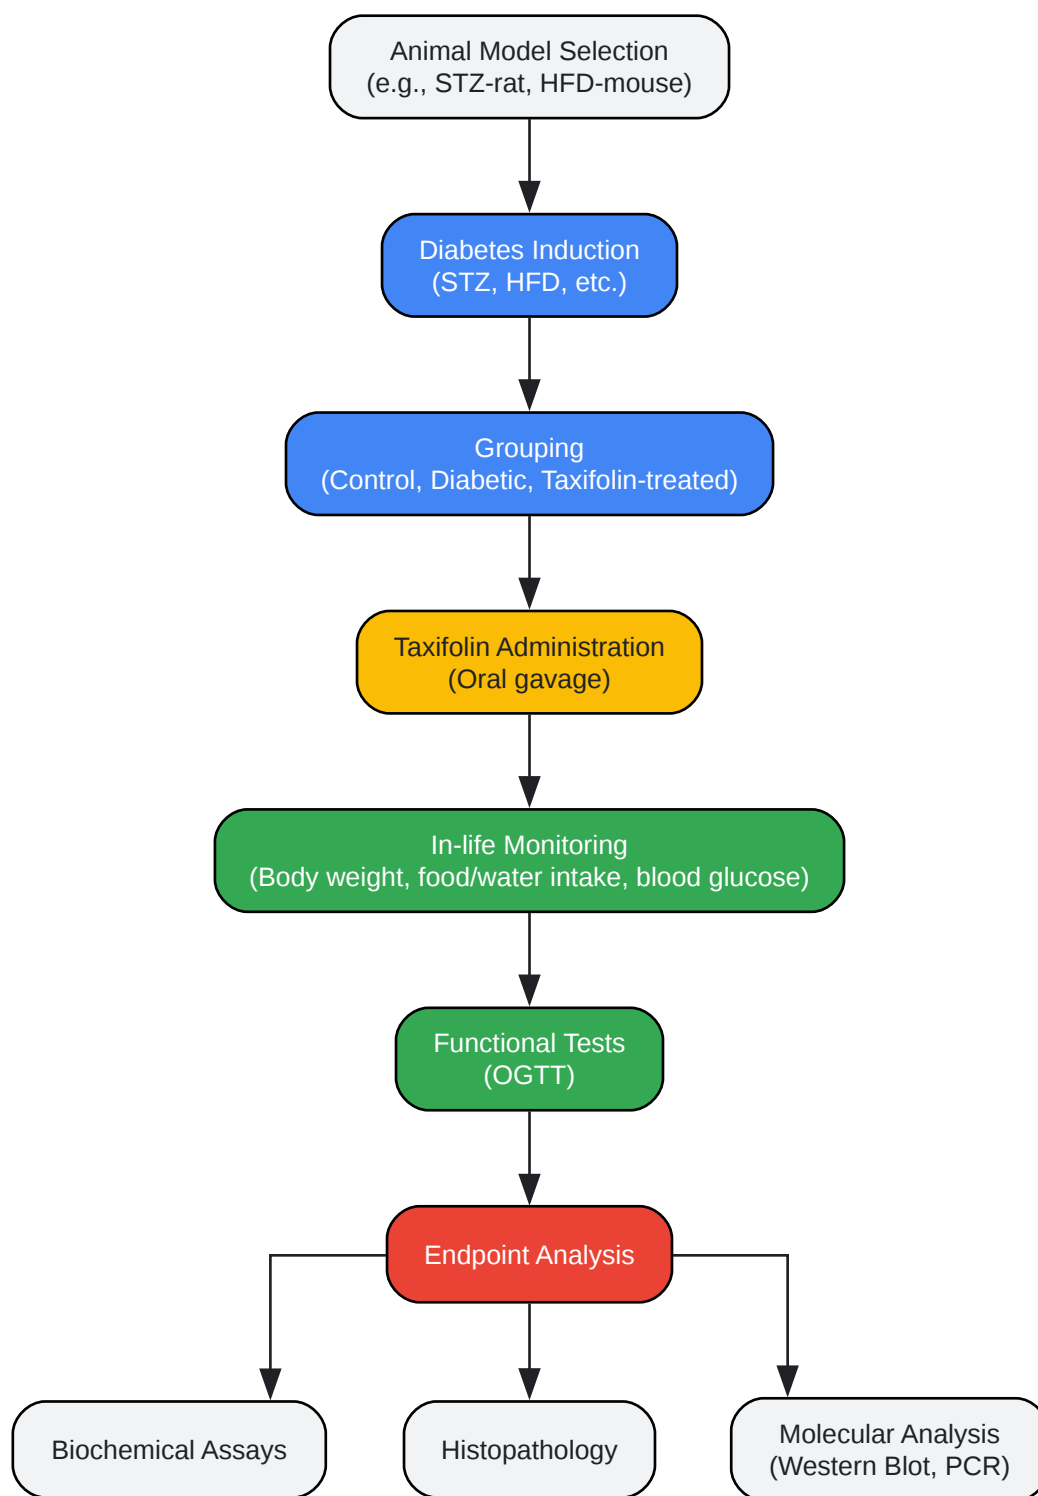 Animal Model Selection
(e.g., STZ-rat, HFD-mouse)
Diabetes Induction
(STZ, HFD, etc.)
Grouping
(Control, Diabetic, Taxifolin-treated)
Taxifolin Administration
(Oral gavage)
In-life Monitoring
(Body weight, food/water intake, blood glucose)
Functional Tests
(OGTT)
Endpoint Analysis
Biochemical Assays
Histopathology
Molecular Analysis
(Western Blot, PCR)